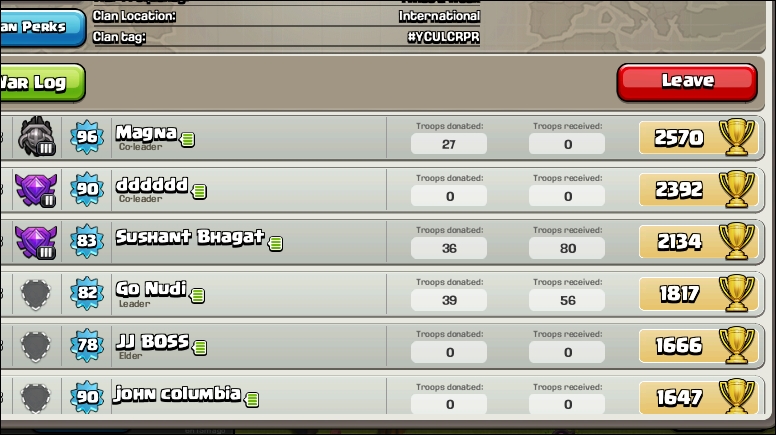 Clan Location: International
an Perks
Clan tag: #YCULCRPR
War Log
Leave
96 Magna Troops donated: Troops received: 2570
Co-leader 27 0
90 dddddd Troops donated: Troops received: 2392
Co-leader 0 0
83 Sushant Bhagat Troops donated: Troops received: 2134
36 80
82 Go Nudi Troops donated: Troops received: 1817
Leader 39 56
78 JJ BOSS Troops donated: Troops received: 1666
Elder 0 0
90 john columbia Troops donated: Troops received: 1647
0 0